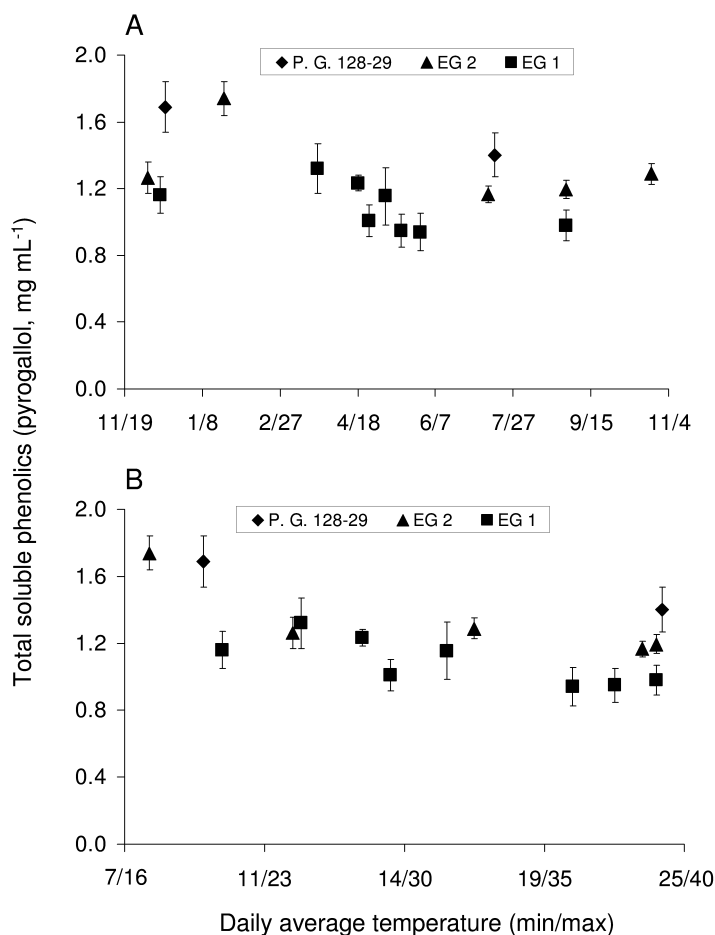 A
P. G. 128-29 EG 2 EG 1
2.0
1.6
1.2
0.8
0.4
0.0
11/19 1/8 2/27 4/18 6/7 7/27 9/15 11/4
Total soluble phenolics (pyrogallol, mg mL-1)
B
P. G. 128-29 EG 2 EG 1
2.0
1.6
1.2
0.8
0.4
0.0
7/16 11/23 14/30 19/35 25/40
Daily average temperature (min/max)